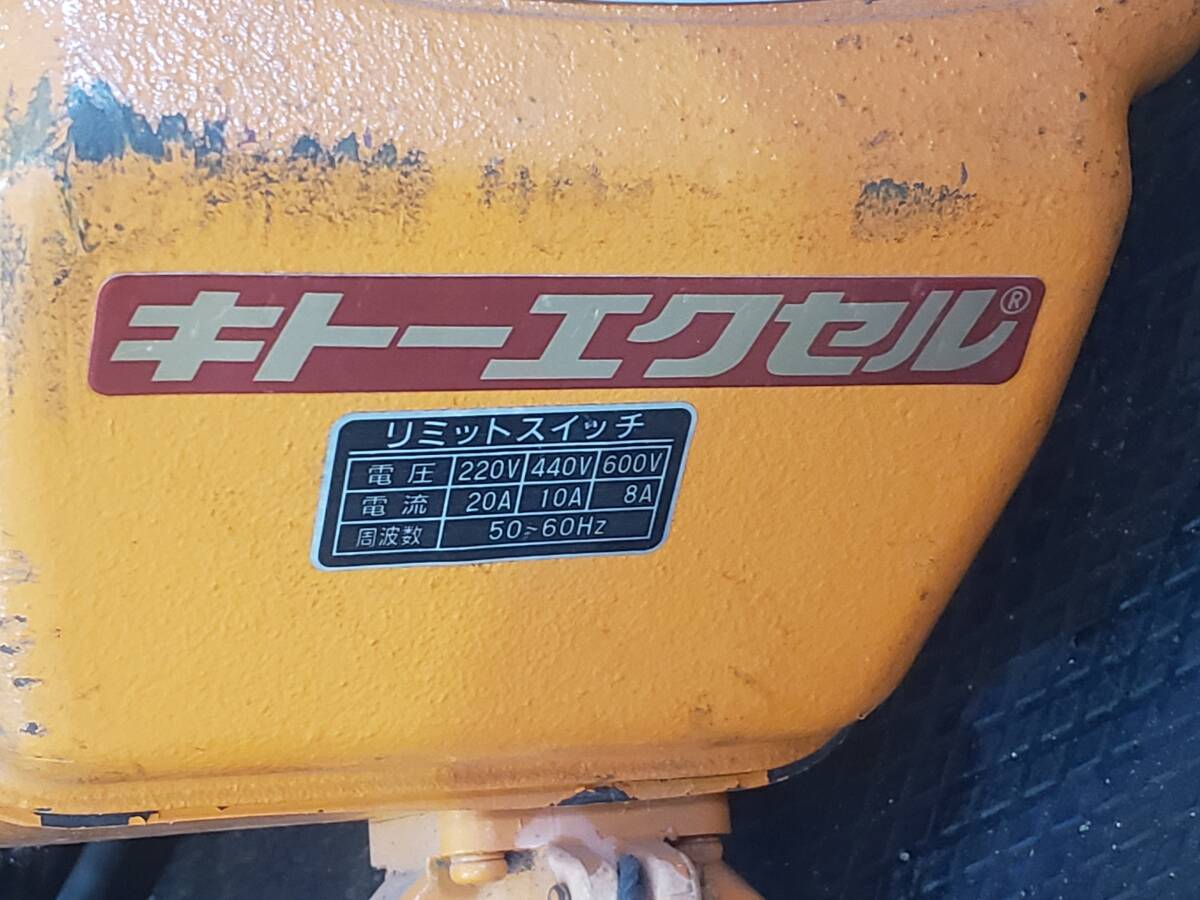 キトーエクセル®
リミットスイッチ
電圧 220V 440V 600V
電流 20A 10A 8A
周波数 50~60Hz